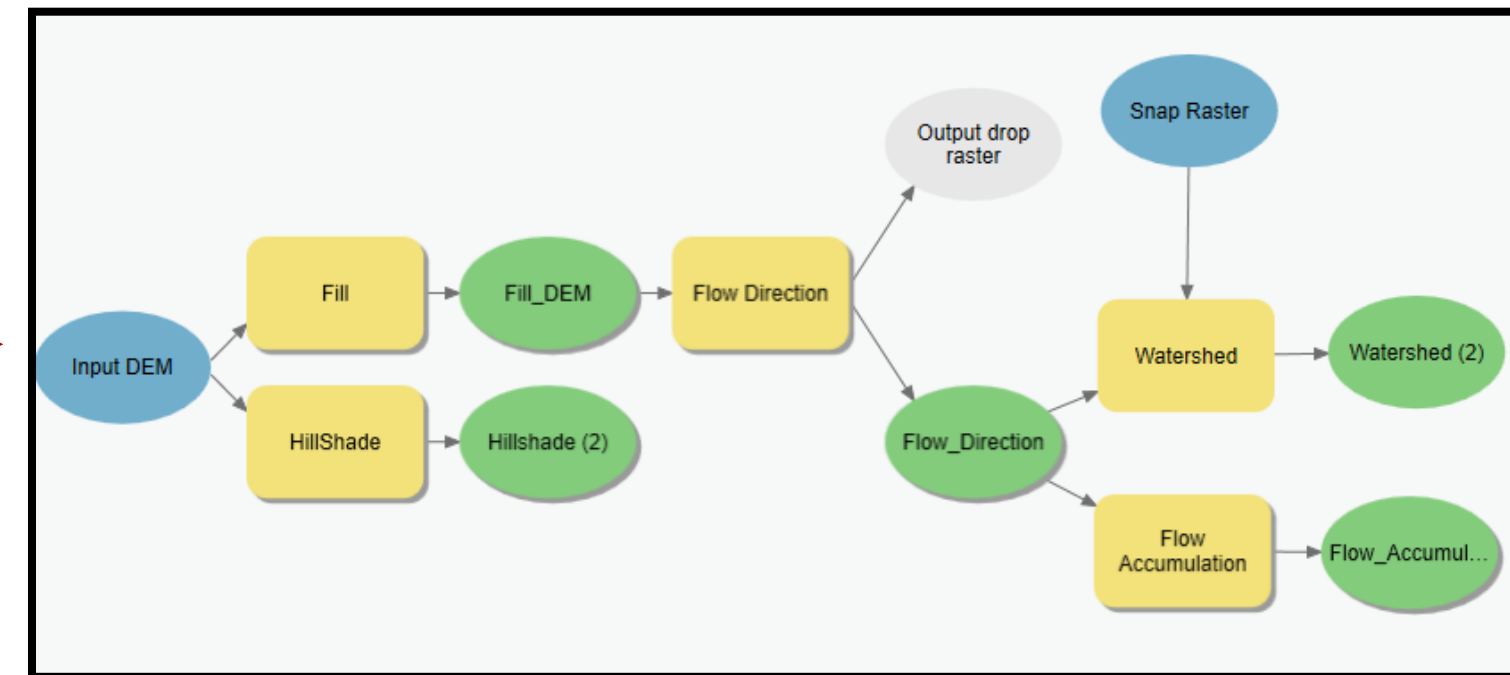 Snap Raster
Output drop
raster
Fill
Fill_DEM
Flow Direction
Input DEM
Watershed
Watershed (2)
HillShade
Hillshade (2)
Flow_Direction
Flow
Accumulation
Flow_Accumul...